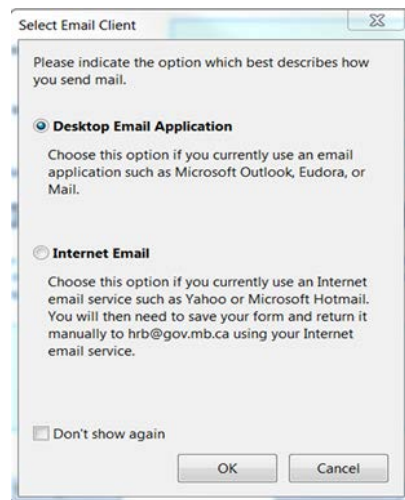 Select Email Client
Please indicate the option which best describes how
you send mail.
Desktop Email Application
Choose this option if you currently use an email
application such as Microsoft Outlook, Eudora, or
Mail.
Internet Email
Choose this option if you currently use an Internet
email service such as Yahoo or Microsoft Hotmail.
You will then need to save your form and return it
manually to hrb@gov.mb.ca using your Internet
email service.
Don't show again
OK Cancel